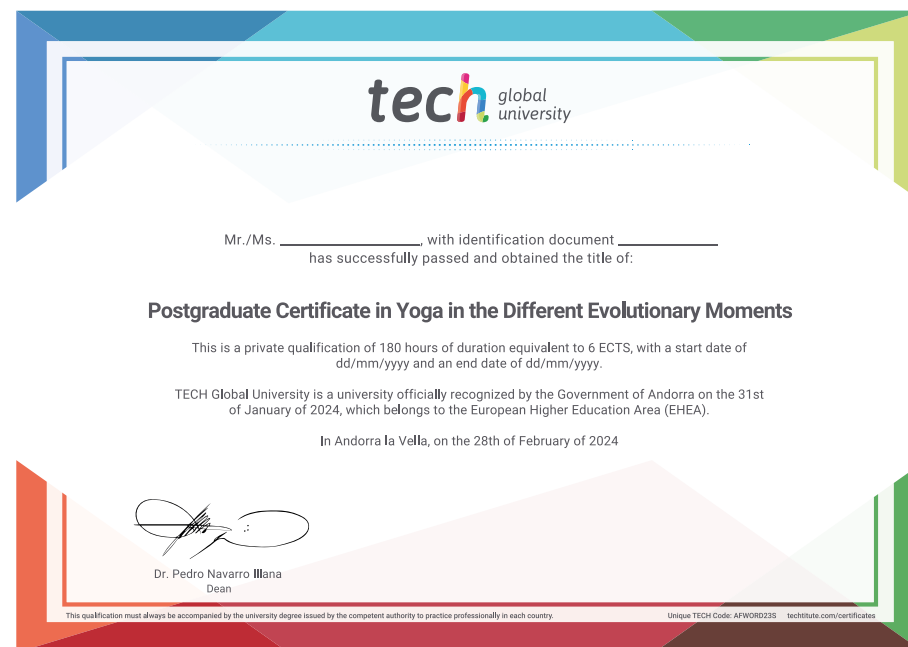 tech global
university
Mr./Ms. ____________, with identification document ____________
has successfully passed and obtained the title of:
Postgraduate Certificate in Yoga in the Different Evolutionary Moments
This is a private qualification of 180 hours of duration equivalent to 6 ECTS, with a start date of
dd/mm/yyyy and an end date of dd/mm/yyyy.
TECH Global University is a university officially recognized by the Government of Andorra on the 31st
of January of 2024, which belongs to the European Higher Education Area (EHEA).
In Andorra la Vella, on the 28th of February of 2024
Dr. Pedro Navarro Illana
Dean
This qualification must always be accompanied by the university degree issued by the competent authority to practice professionally in each country.
Unique TECH Code: AFWORD23S techtitute.com/certificates